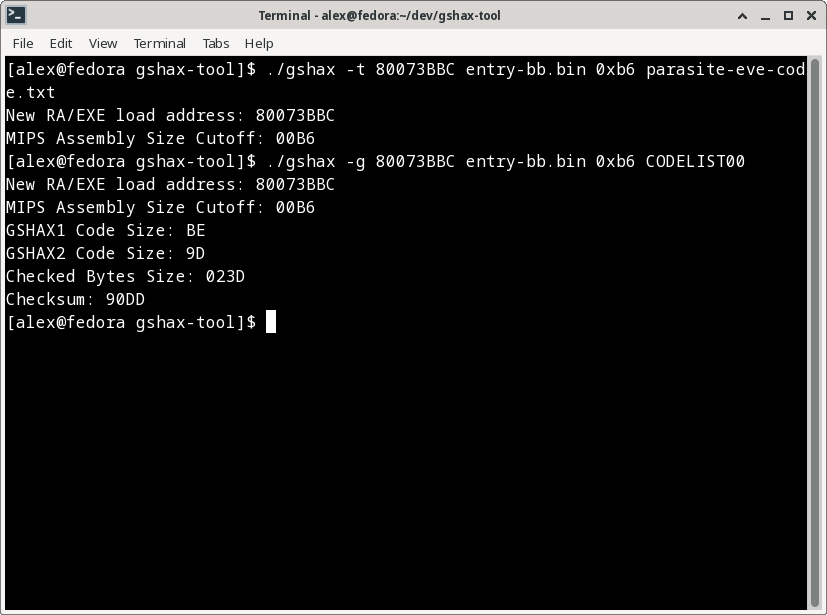 Terminal - alex@fedora:~/dev/gshax-tool
File Edit View Terminal Tabs Help
[alex@fedora gshax-tool]$ ./gshax -t 80073BBC entry-bb.bin 0xb6 parasite-eve-cod
e.txt
New RA/EXE load address: 80073BBC
MIPS Assembly Size Cutoff: 00B6
[alex@fedora gshax-tool]$ ./gshax -g 80073BBC entry-bb.bin 0xb6 CODELIST00
New RA/EXE load address: 80073BBC
MIPS Assembly Size Cutoff: 00B6
GSHAX1 Code Size: BE
GSHAX2 Code Size: 9D
Checked Bytes Size: 023D
Checksum: 90DD
[alex@fedora gshax-tool]$